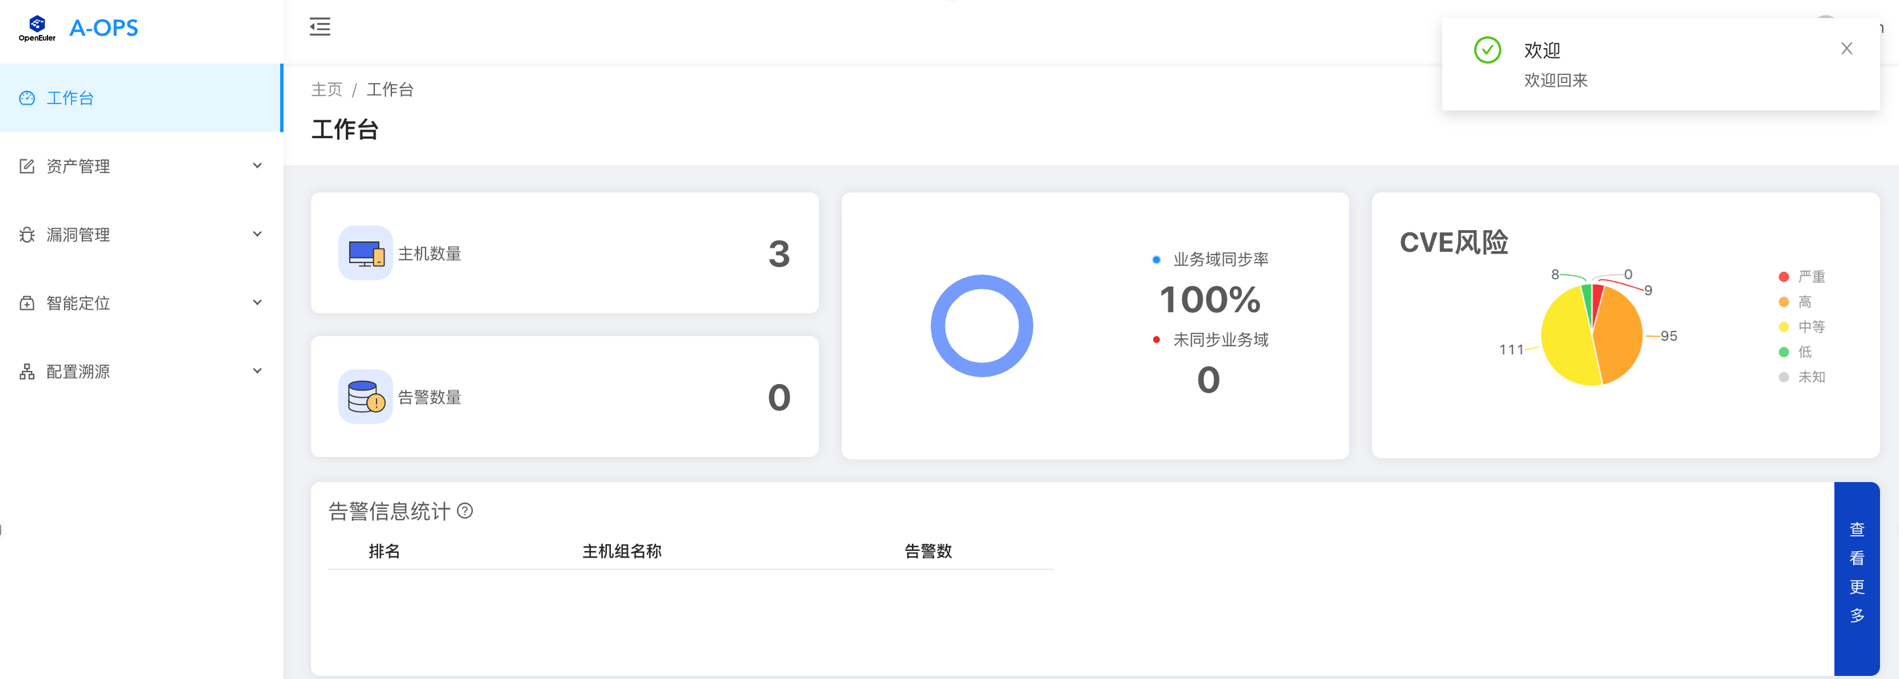 OpenEuler
A-OPS
工作台
资产管理
漏洞管理
智能定位
配置溯源
主页 / 工作台
工作台
欢迎
欢迎回来
主机数量
3
告警数量
0
业务域同步率
100%
未同步业务域
0
CVE风险
8
0
9
95
111
严重
高
中等
低
未知
告警信息统计
排名 主机组名称 告警数
查
看
更
多